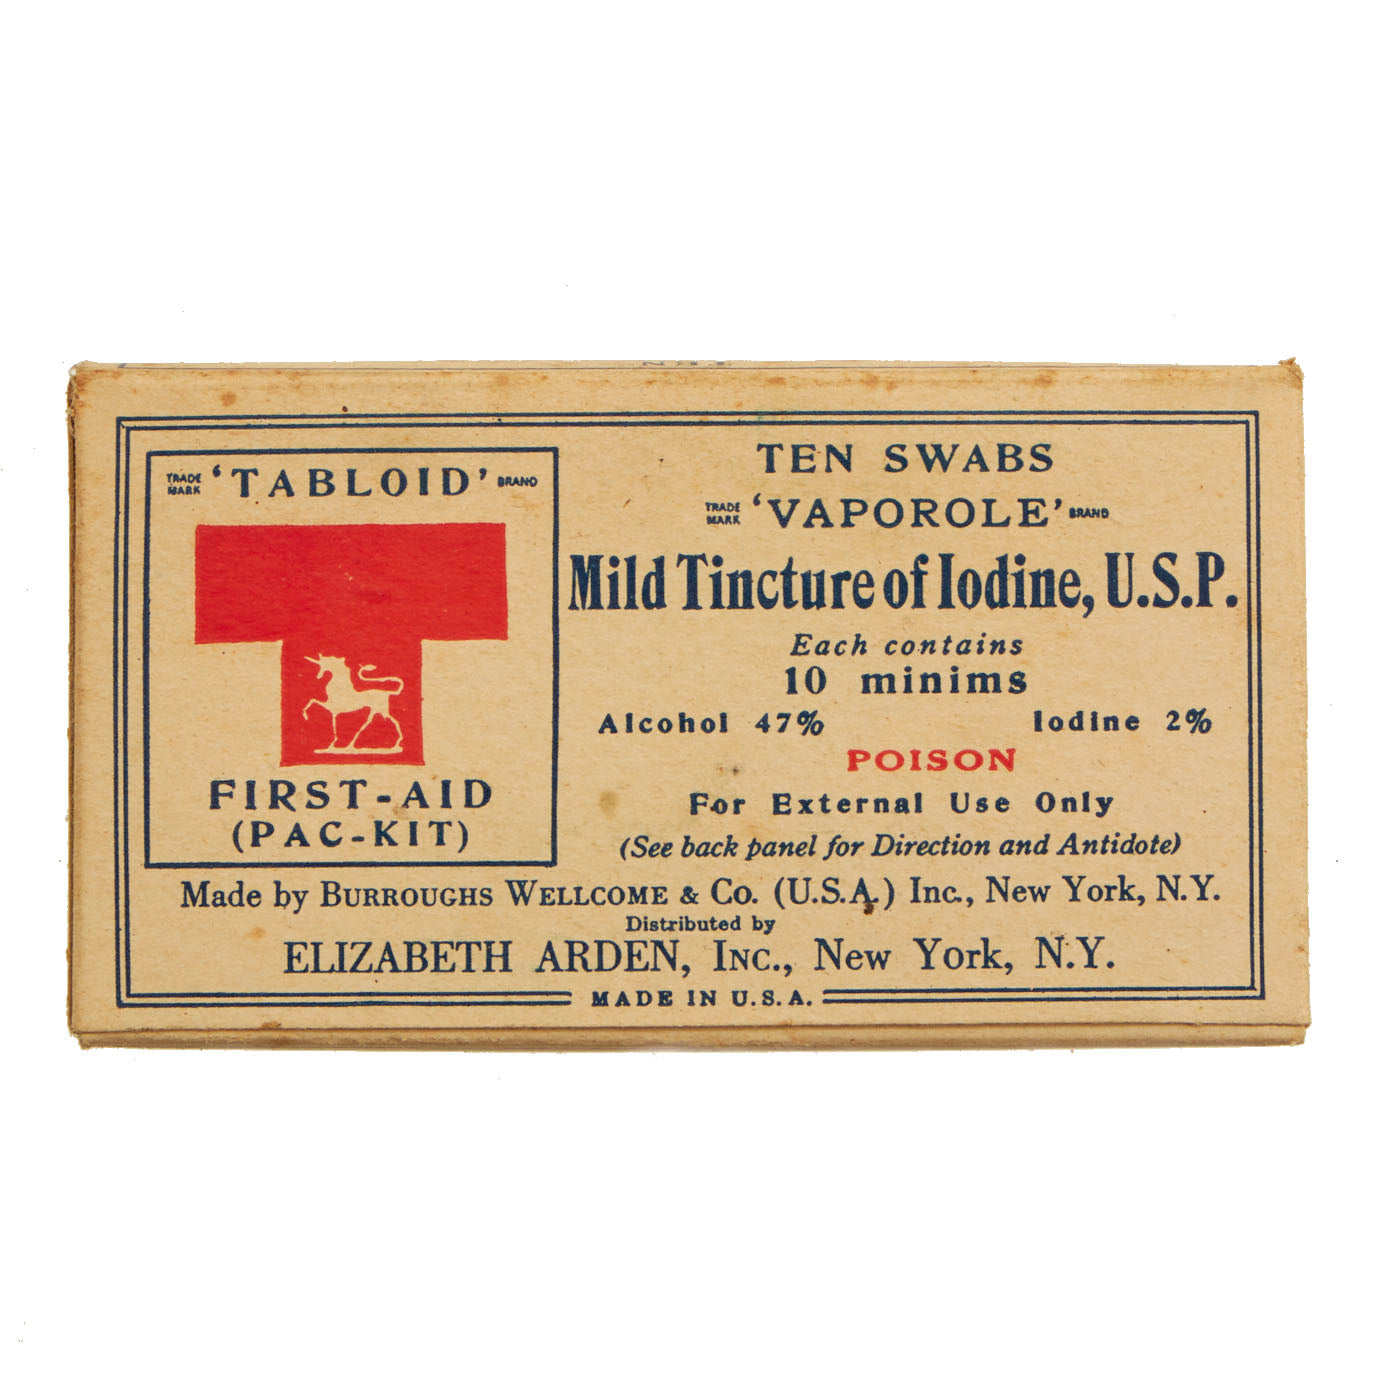 TRADE MARK 'TABLOID' BRAND
FIRST-AID
(PAC-KIT)
TEN SWABS
TRADE MARK 'VAPOROLE' BRAND
Mild Tincture of Iodine, U.S.P.
Each contains
10 minims
Alcohol 47% Iodine 2%
POISON
For External Use Only
(See back panel for Direction and Antidote)
Made by BURROUGHS WELLCOME & CO. (U.S.A.) Inc., New York, N.Y.
Distributed by
ELIZABETH ARDEN, INC., New York, N.Y.
MADE IN U.S.A.